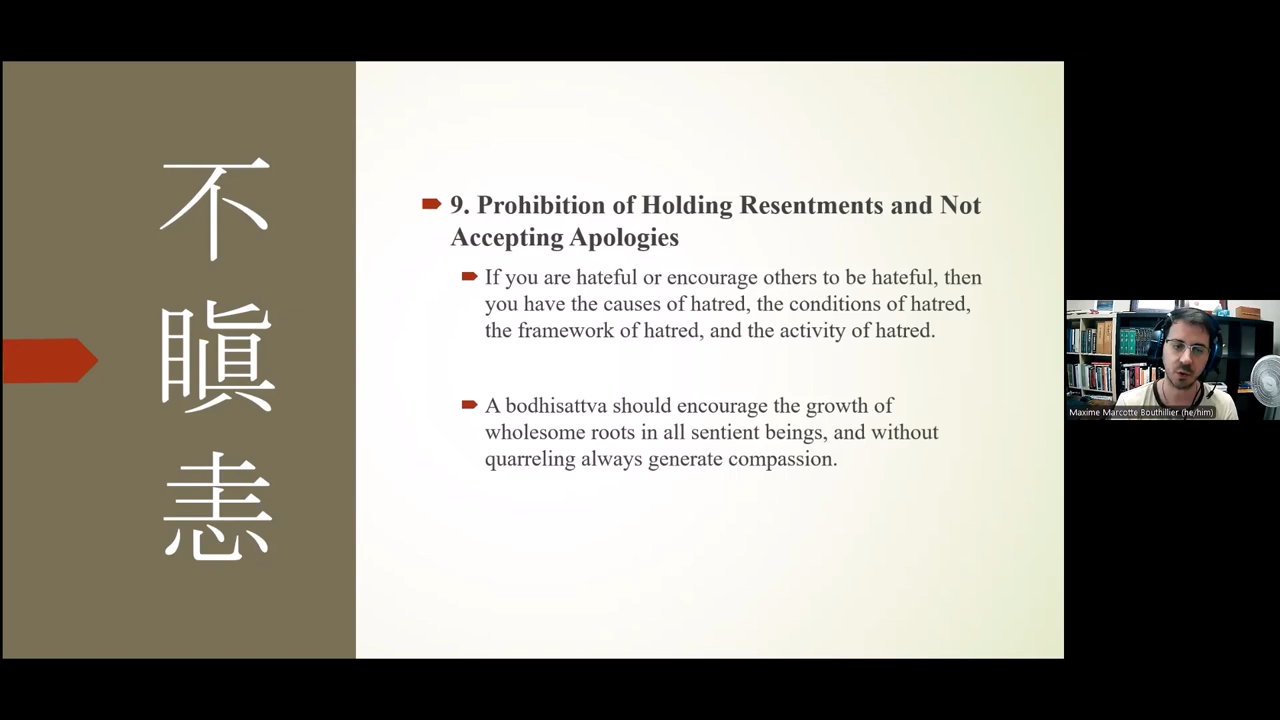 不瞋恚
9. Prohibition of Holding Resentments and Not
Accepting Apologies
If you are hateful or encourage others to be hateful, then
you have the causes of hatred, the conditions of hatred,
the framework of hatred, and the activity of hatred.
A bodhisattva should encourage the growth of
wholesome roots in all sentient beings, and without
quarreling always generate compassion.
Maxime Marcotte Bouthillier (he/him)